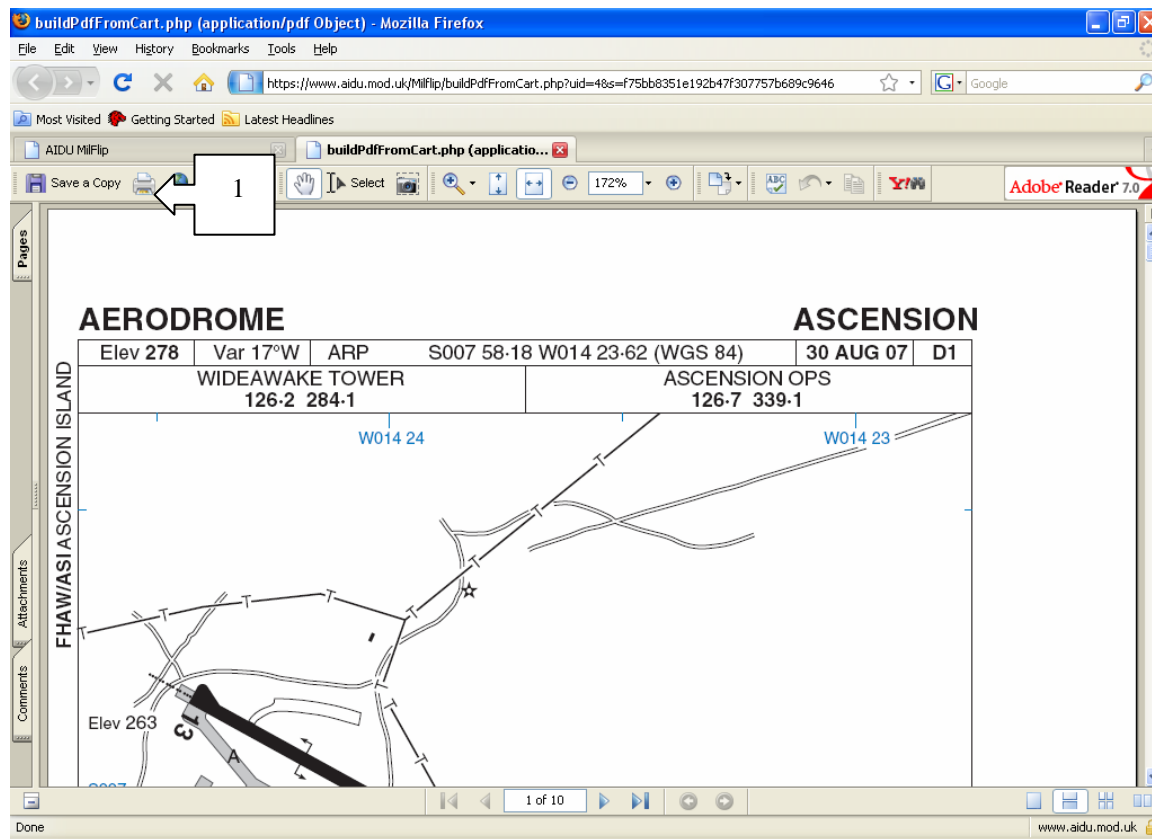 buildPdfFromCart.php (application/pdf Object) - Mozilla Firefox
File Edit View History Bookmarks Tools Help
https://www.aidu.mod.uk/Milflip/buildPdfFromCart.php?uid=4&s=f75bb8351e192b47f307757b689c9646 G Google
Most Visited Getting Started Latest Headlines
AIDU MilFlip buildPdfFromCart.php (applicatio...
Save a Copy 1 Select 172% ABC Y! Adobe Reader 7.0
Pages
Attachments
Comments
AERODROME ASCENSION
Elev 278 Var 17°W ARP S007 58·18 W014 23·62 (WGS 84) 30 AUG 07 D1
WIDEAWAKE TOWER ASCENSION OPS
126·2 284·1 126·7 339·1
FHAW/ASI ASCENSION ISLAND
W014 24 W014 23
T
T
T
T
T
T
T
T
T
T
T
Elev 263
13
A
1 of 10
Done www.aidu.mod.uk